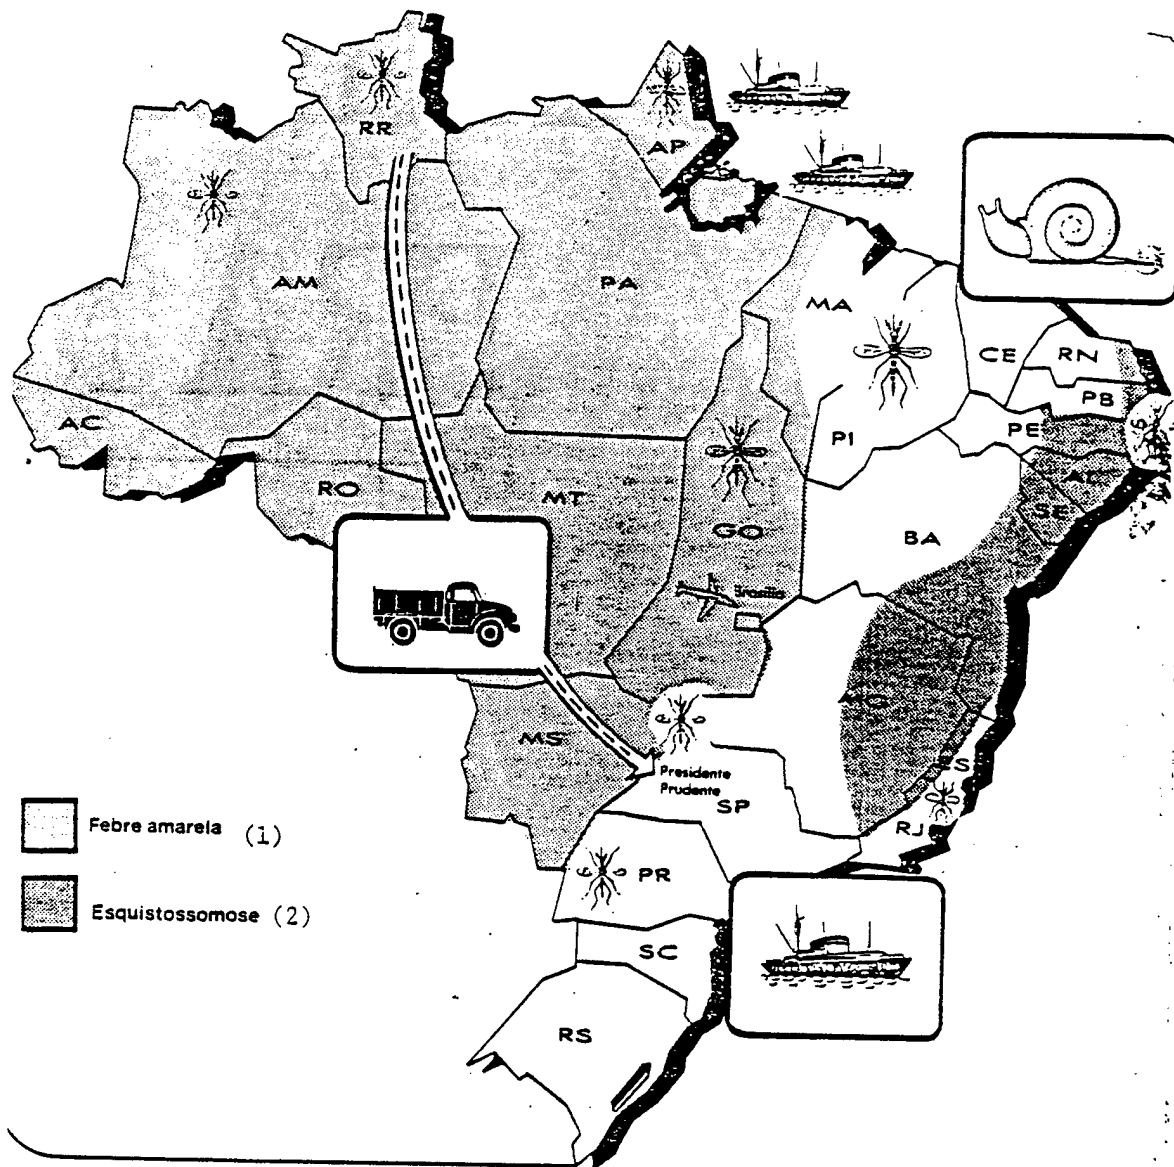 RR
AP
AM
PA
MA
CE
RN
PB
AC
PI
PE
AL
RO
MT
GO
SE
BA
Brasília
MS
Presidente
Prudente
SP
RJ
Febre amarela (1)
PR
Esquistossomose (2)
SC
RS